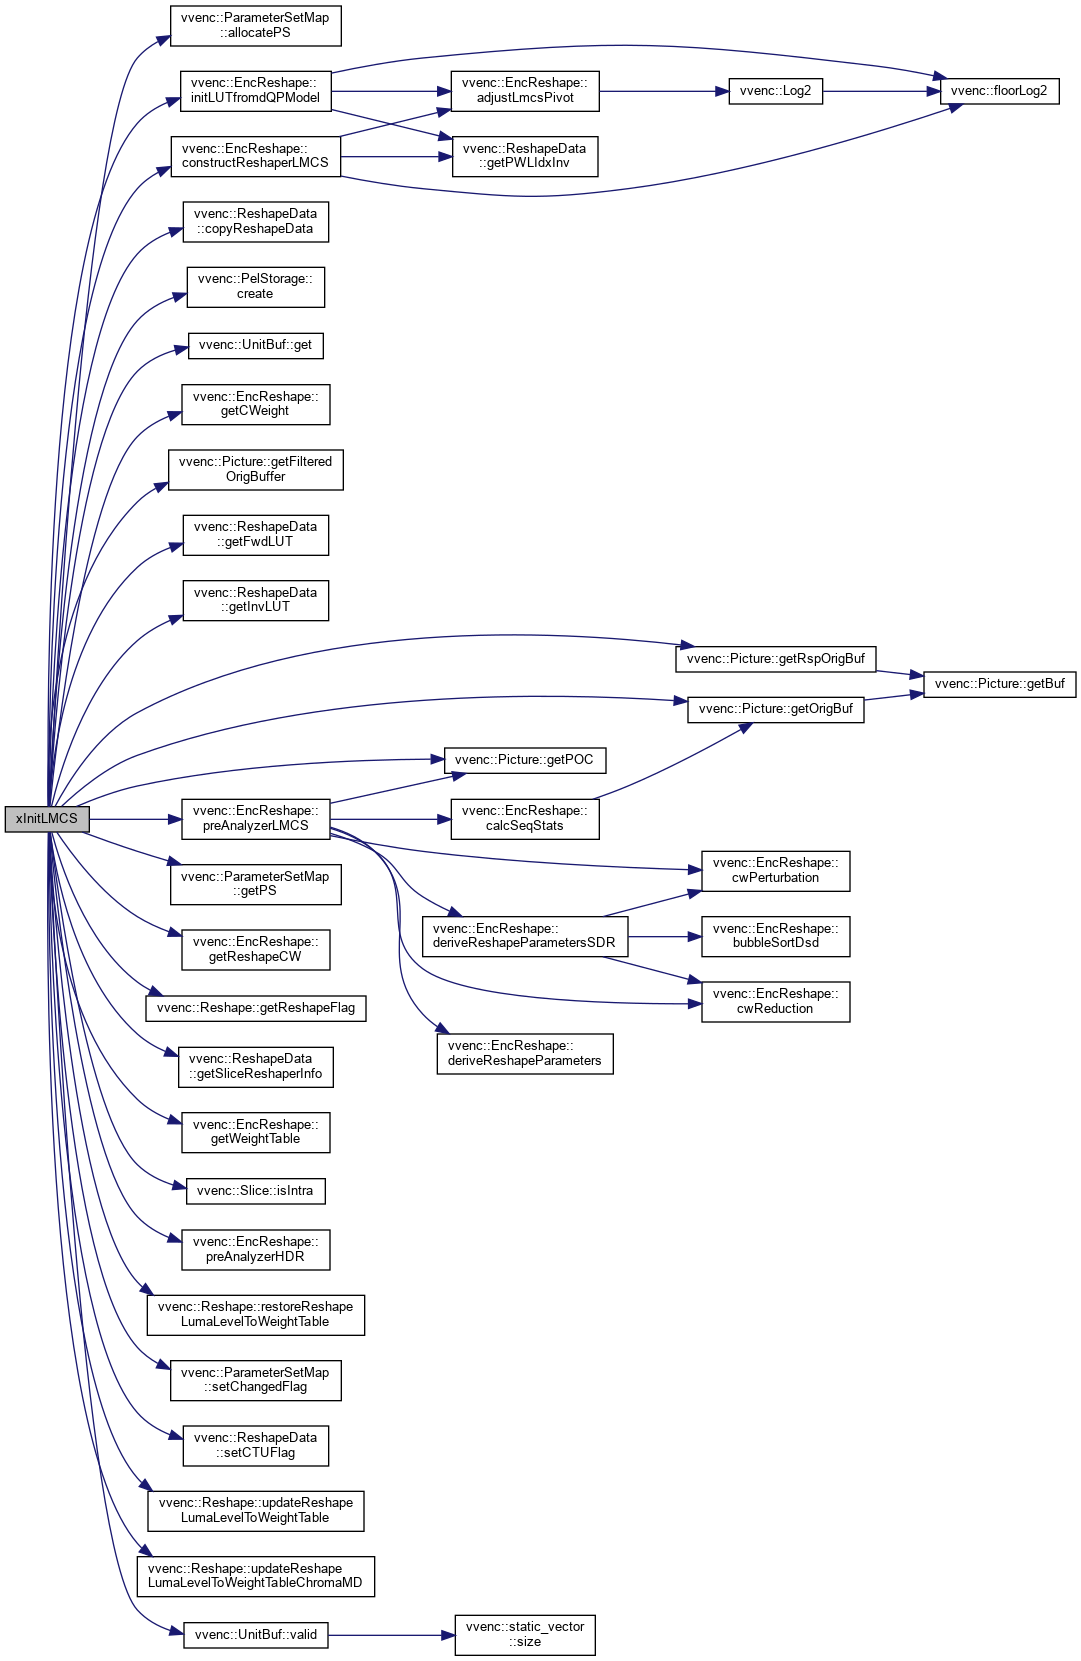 vvenc::ParameterSetMap
::allocatePS
vvenc::EncReshape::
initLUTfromdQPModel
vvenc::EncReshape::
adjustLmcsPivot
vvenc::Log2
vvenc::floorLog2
vvenc::EncReshape::
constructReshaperLMCS
vvenc::ReshapeData
::getPWLIdxInv
vvenc::ReshapeData
::copyReshapeData
vvenc::PelStorage::
create
vvenc::UnitBuf::get
vvenc::EncReshape::
getCWeight
vvenc::Picture::getFiltered
OrigBuffer
vvenc::ReshapeData
::getFwdLUT
vvenc::ReshapeData
::getInvLUT
vvenc::Picture::getRspOrigBuf
vvenc::Picture::getBuf
vvenc::Picture::getOrigBuf
vvenc::Picture::getPOC
xInitLMCS
vvenc::EncReshape::
preAnalyzerLMCS
vvenc::EncReshape::
calcSeqStats
vvenc::EncReshape::
cwPerturbation
vvenc::ParameterSetMap
::getPS
vvenc::EncReshape::
deriveReshapeParametersSDR
vvenc::EncReshape::
bubbleSortDsd
vvenc::EncReshape::
getReshapeCW
vvenc::EncReshape::
cwReduction
vvenc::Reshape::getReshapeFlag
vvenc::EncReshape::
deriveReshapeParameters
vvenc::ReshapeData
::getSliceReshaperInfo
vvenc::EncReshape::
getWeightTable
vvenc::Slice::isIntra
vvenc::EncReshape::
preAnalyzerHDR
vvenc::Reshape::restoreReshape
LumaLevelToWeightTable
vvenc::ParameterSetMap
::setChangedFlag
vvenc::ReshapeData
::setCTUFlag
vvenc::Reshape::updateReshape
LumaLevelToWeightTable
vvenc::Reshape::updateReshape
LumaLevelToWeightTableChromaMD
vvenc::UnitBuf::valid
vvenc::static_vector
::size